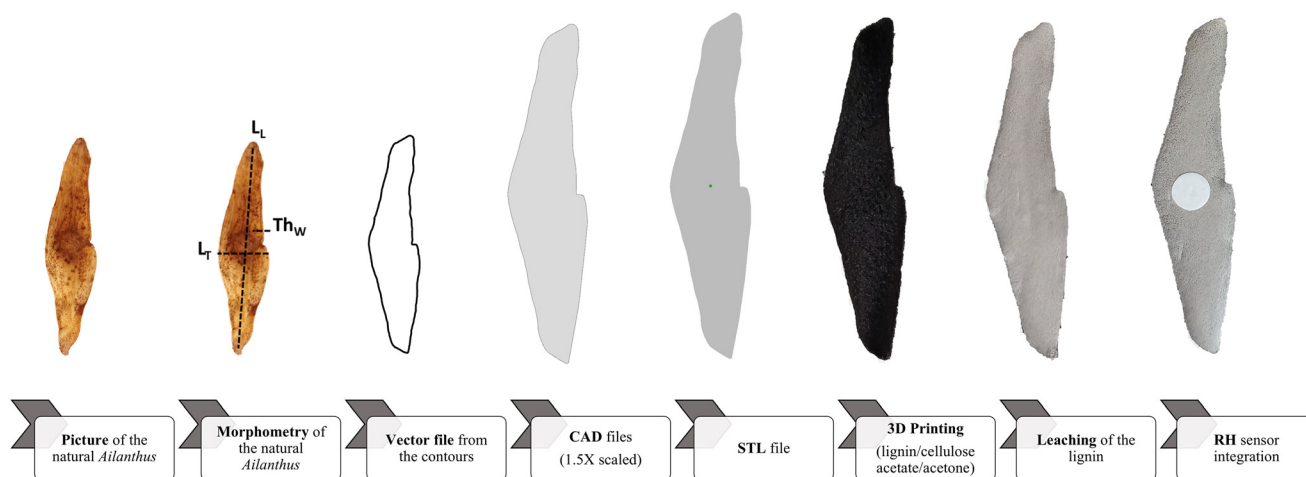 L_L
Th_W
L_T
Picture of the
natural Ailanthus
Morphometry of
the natural
Ailanthus
Vector file from
the contours
CAD files
(1.5X scaled)
STL file
3D Printing
(lignin/cellulose
acetate/acetone)
Leaching of the
lignin
RH sensor
integration